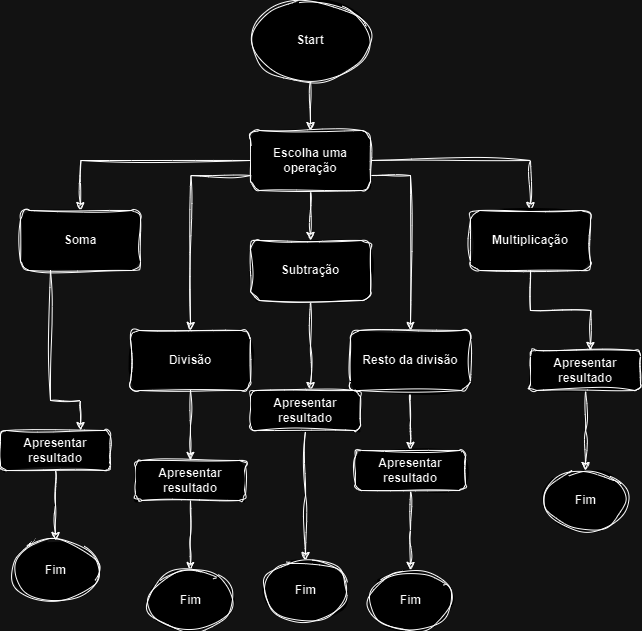 Start
Escolha uma
operação
Soma
Multiplicação
Subtração
Divisão
Resto da divisão
Apresentar
resultado
Apresentar
resultado
Apresentar
resultado
Apresentar
resultado
Apresentar
resultado
Fim
Fim
Fim
Fim
Fim